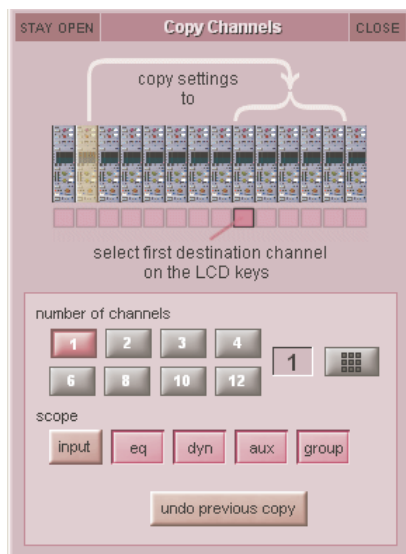 STAY OPEN Copy Channels CLOSE
copy settings
to
select first destination channel
on the LCD keys
number of channels
1 2 3 4
1
6 8 10 12
scope
input eq dyn aux group
undo previous copy